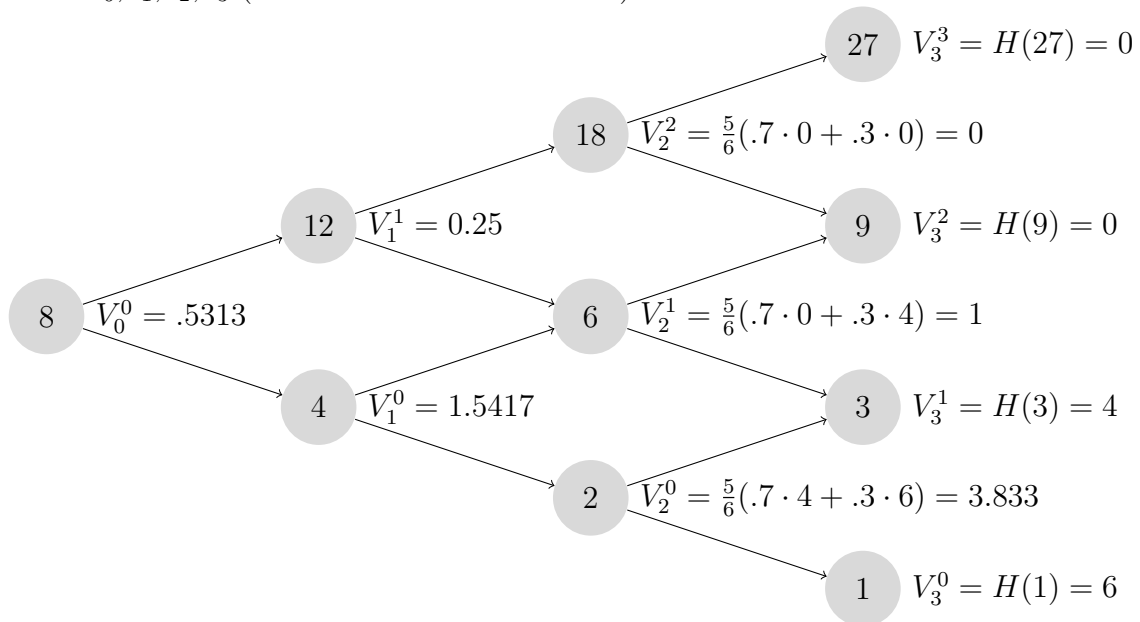 27 V_3^3 = H(27) = 0
18 V_2^2 = \frac{5}{6}(.7 · 0 + .3 · 0) = 0
12 V_1^1 = 0.25
9 V_3^2 = H(9) = 0
8 V_0^0 = .5313
6 V_2^1 = \frac{5}{6}(.7 · 0 + .3 · 4) = 1
4 V_1^0 = 1.5417
3 V_3^1 = H(3) = 4
2 V_2^0 = \frac{5}{6}(.7 · 4 + .3 · 6) = 3.833
1 V_3^0 = H(1) = 6